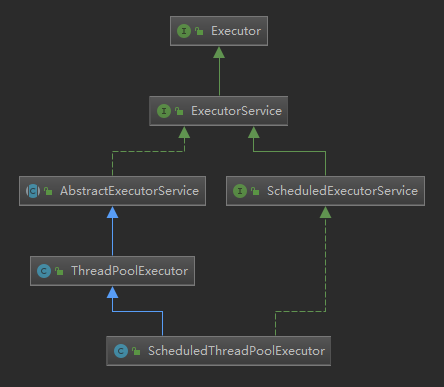 I Executor
I ExecutorService
C AbstractExecutorService
I ScheduledExecutorService
C ThreadPoolExecutor
C ScheduledThreadPoolExecutor